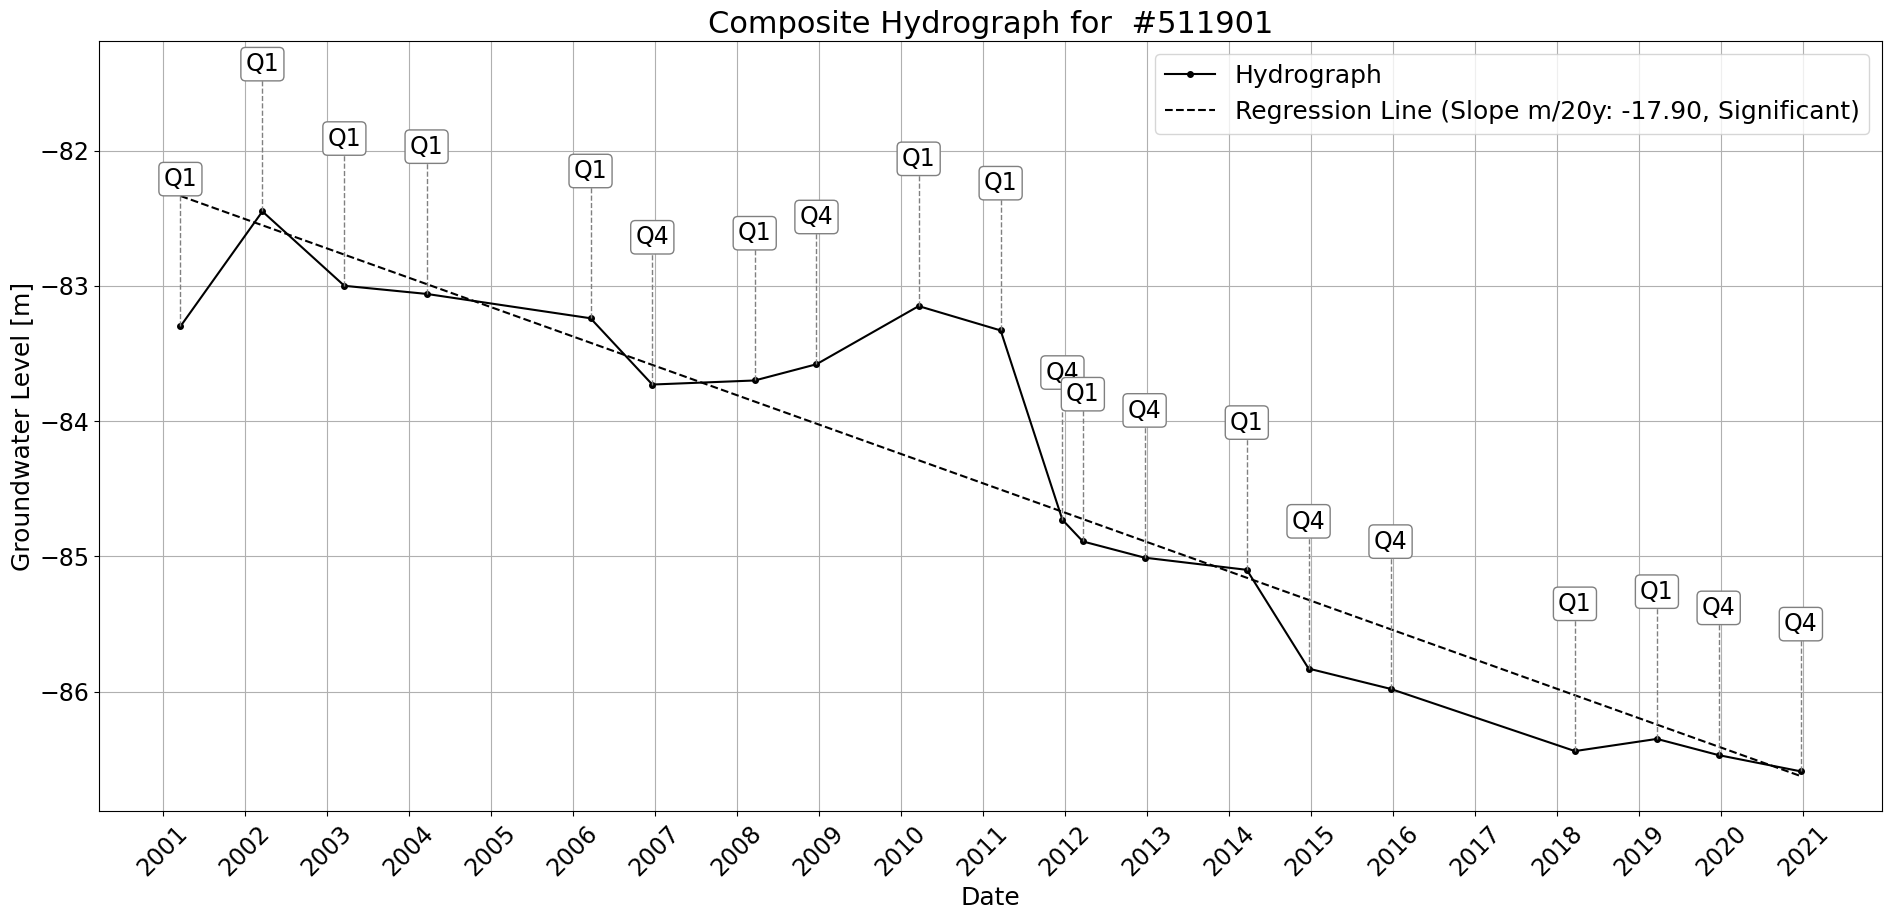 Composite Hydrograph for  #511901
Hydrograph
Regression Line (Slope m/20y: -17.90, Significant)
Q1
Q1
Q1
Q1
Q1
Q4
Q1
Q4
Q1
Q1
Q4
Q1
Q4
Q1
Q4
Q4
Q1
Q1
Q4
Q4
Groundwater Level [m]
−82
−83
−84
−85
−86
2001
2002
2003
2004
2005
2006
2007
2008
2009
2010
2011
2012
2013
2014
2015
2016
2017
2018
2019
2020
2021
Date